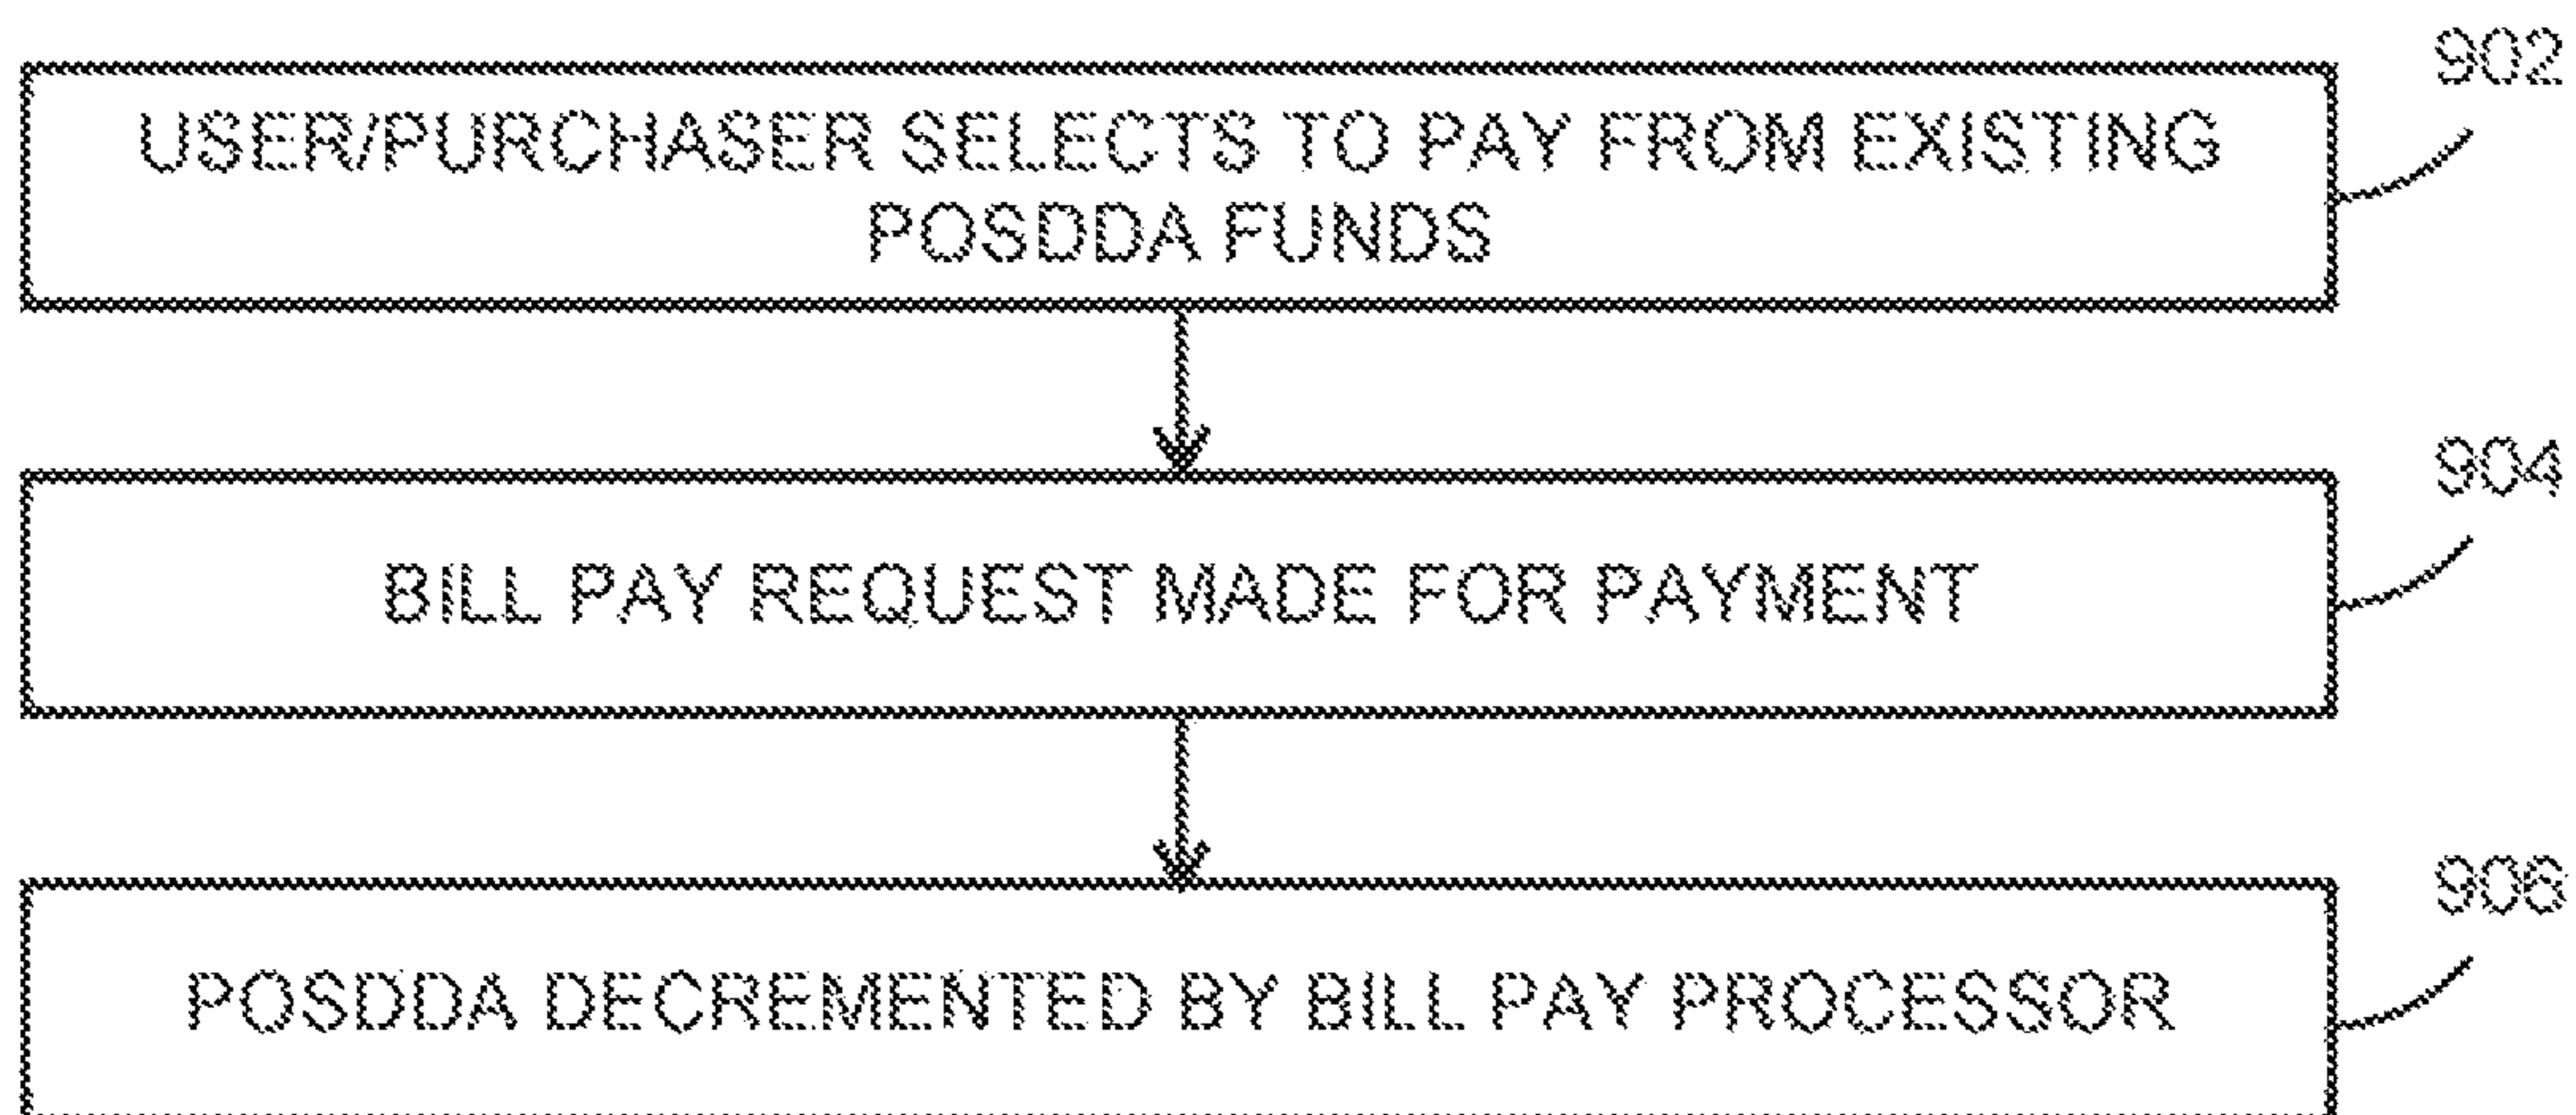 902
USER/PURCHASER SELECTS TO PAY FROM EXISTING
POSDDA FUNDS
904
BILL PAY REQUEST MADE FOR PAYMENT
906
POSDDA DECREMENTED BY BILL PAY PROCESSOR